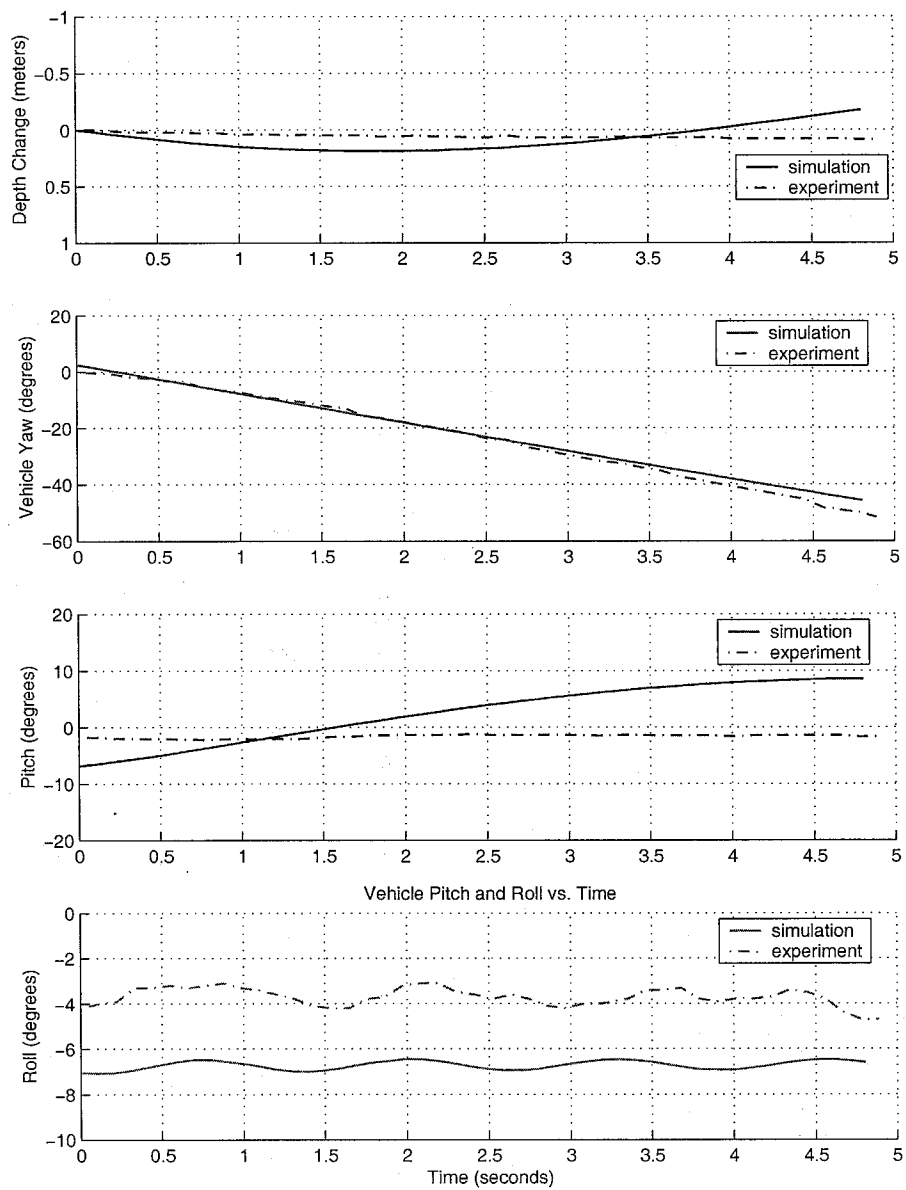 Depth Change (meters)
-1
-0.5
0
0.5
1
simulation
experiment
0 0.5 1 1.5 2 2.5 3 3.5 4 4.5 5
Vehicle Yaw (degrees)
20
0
-20
-40
-60
simulation
experiment
0 0.5 1 1.5 2 2.5 3 3.5 4 4.5 5
Pitch (degrees)
20
10
0
-10
-20
simulation
experiment
0 0.5 1 1.5 2 2.5 3 3.5 4 4.5 5
Vehicle Pitch and Roll vs. Time
Roll (degrees)
0
-2
-4
-6
-8
-10
simulation
experiment
0 0.5 1 1.5 2 2.5 3 3.5 4 4.5 5
Time (seconds)